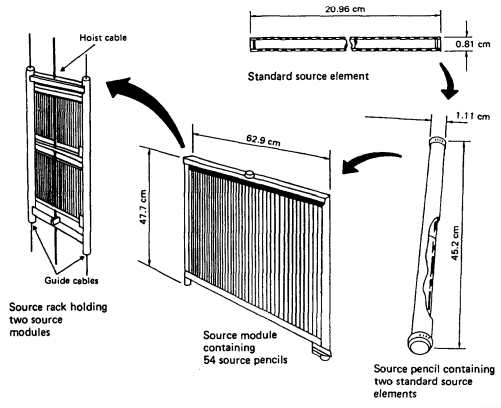 20.96 cm
0.81 cm
Standard source element
Hoist cable
1.11 cm
62.9 cm
47.7 cm
45.2 cm
Guide cables
Source rack holding
two source
modules
Source module
containing
54 source pencils
Source pencil containing
two standard source
elements